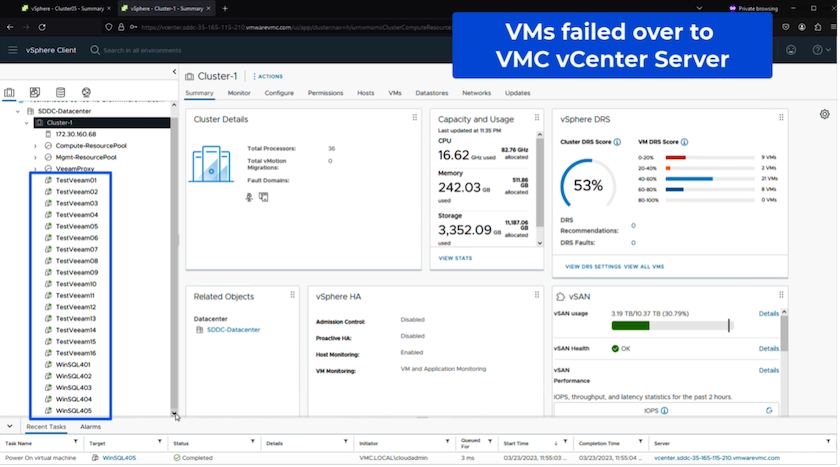 vSphere - SDDC-05 - Summary
vSphere - Cluster-1 - Summary
Private browsing
https://vcenter.sddc-35-165-115-210.vmwarevmc.com/ui/app/cluster;nav=h/urn:vmomi:ClusterComputeResource
VMs failed over to
VMC vCenter Server
vSphere Client
Search in all environments
SDDC-Datacenter
Cluster-1
172.30.160.68
Compute-ResourcePool
Mgmt-ResourcePool
VeeamProxy
TestVeeam01
TestVeeam02
TestVeeam03
TestVeeam04
TestVeeam05
TestVeeam06
TestVeeam07
TestVeeam08
TestVeeam09
TestVeeam10
TestVeeam11
TestVeeam12
TestVeeam13
TestVeeam14
TestVeeam15
TestVeeam16
WinSQL401
WinSQL402
WinSQL403
WinSQL404
WinSQL405
Cluster-1
ACTIONS
Summary Monitor Configure Permissions Hosts VMs Datastores Networks Updates
Cluster Details
Total Processors: 36
Total vMotion
Migrations: 0
Fault Domains:
Capacity and Usage
Last updated at 11:35 PM
CPU
16.62 GHz used
82.76 GHz
allocated
Memory
242.03 GB
used
511.86
GB
allocated
Storage
3,352.09 GB
used
11,187.06
GB
allocated
VIEW STATS
vSphere DRS
Cluster DRS Score
53%
VM DRS Score
0-20% 9 VMs
20-40% 2 VMs
40-60% 21 VMs
60-80% 8 VMs
80-100% 0 VMs
DRS
Recommendations: 0
DRS Faults: 0
VIEW DRS SETTINGS VIEW ALL VMS
Related Objects
Datacenter
SDDC-Datacenter
vSphere HA
Admission Control: Disabled
Proactive HA: Disabled
Host Monitoring: Enabled
VM Monitoring: VM and Application Monitoring
vSAN
vSAN usage 3.19 TB/10.37 TB (30.79%) Details
vSAN Health OK Details
vSAN
Performance
Details
IOPS, throughput, and latency statistics for the past 2 hours.
IOPS
Recent Tasks Alarms
Task Name Target Status Details Initiator Queued
For Start Time Completion Time Server
Power On virtual machine WinSQL405 Completed VMC.LOCAL\cloudadmin 3 ms 03/23/2023, 11:55:03 03/23/2023, 11:55:04 vcenter.sddc-35-165-115-210.vmwarevmc.com